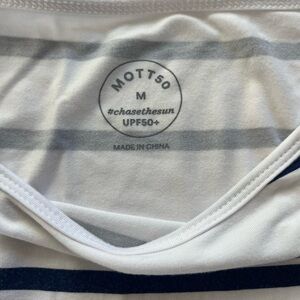 MOTT50
M
#chasethesun
UPF50+
MADE IN CHINA